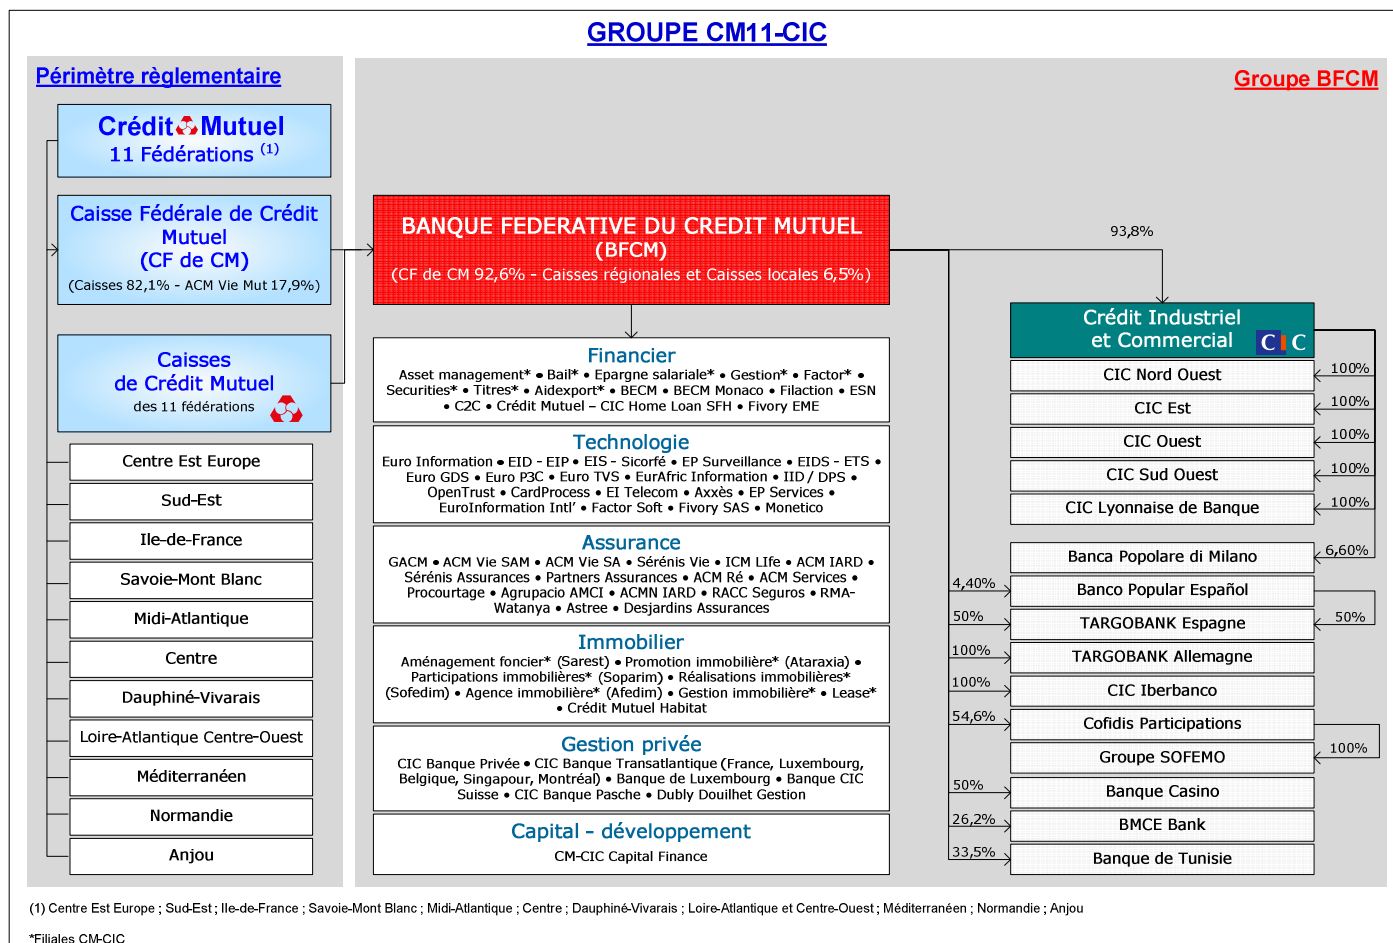 GROUPE CM11-CIC
Périmètre règlementaire
Crédit Mutuel
11 Fédérations (1)
Caisse Fédérale de Crédit
Mutuel
(CF de CM)
(Caisses 82,1% - ACM Vie Mut 17,9%)
Caisses
de Crédit Mutuel
des 11 fédérations
Centre Est Europe
Sud-Est
Ile-de-France
Savoie-Mont Blanc
Midi-Atlantique
Centre
Dauphiné-Vivarais
Loire-Atlantique Centre-Ouest
Méditerranéen
Normandie
Anjou
Groupe BFCM
BANQUE FEDERATIVE DU CREDIT MUTUEL
(BFCM)
(CF de CM 92,6% - Caisses régionales et Caisses locales 6,5%)
Financier
Asset management* • Bail* • Epargne salariale* • Gestion* • Factor* •
Securities* • Titres* • Aidexport* • BECM • BECM Monaco • Filaction • ESN
• C2C • Crédit Mutuel – CIC Home Loan SFH • Fivory EME
Technologie
Euro Information • EID - EIP • EIS - Sicorfé • EP Surveillance • EIDS - ETS •
Euro GDS • Euro P3C • Euro TVS • EurAfric Information • IID / DPS •
OpenTrust • CardProcess • EI Telecom • Axxès • EP Services •
EuroInformation Intl’ • Factor Soft • Fivory SAS • Monetico
Assurance
GACM • ACM Vie SAM • ACM Vie SA • Sérénis Vie • ICM LIfe • ACM IARD •
Sérénis Assurances • Partners Assurances • ACM Ré • ACM Services •
Procourtage • Agrupacio AMCI • ACMN IARD • RACC Seguros • RMA-
Watanya • Astree • Desjardins Assurances
Immobilier
Aménagement foncier* (Sarest) • Promotion immobilière* (Ataraxia) •
Participations immobilières* (Soparim) • Réalisations immobilières*
(Sofedim) • Agence immobilière* (Afedim) • Gestion immobilière* • Lease*
• Crédit Mutuel Habitat
Gestion privée
CIC Banque Privée • CIC Banque Transatlantique (France, Luxembourg,
Belgique, Singapour, Montréal) • Banque de Luxembourg • Banque CIC
Suisse • CIC Banque Pasche • Dubly Douilhet Gestion
Capital - développement
CM-CIC Capital Finance
93,8%
Crédit Industriel
et Commercial
CIC
CIC Nord Ouest
100%
CIC Est
100%
CIC Ouest
100%
CIC Sud Ouest
100%
CIC Lyonnaise de Banque
100%
Banca Popolare di Milano
6,60%
4,40%
Banco Popular Español
50%
TARGOBANK Espagne
50%
100%
TARGOBANK Allemagne
100%
CIC Iberbanco
54,6%
Cofidis Participations
Groupe SOFEMO
100%
50%
Banque Casino
26,2%
BMCE Bank
33,5%
Banque de Tunisie
(1) Centre Est Europe ; Sud-Est ; Ile-de-France ; Savoie-Mont Blanc ; Midi-Atlantique ; Centre ; Dauphiné-Vivarais ; Loire-Atlantique et Centre-Ouest ; Méditerranéen ; Normandie ; Anjou
*Filiales CM-CIC